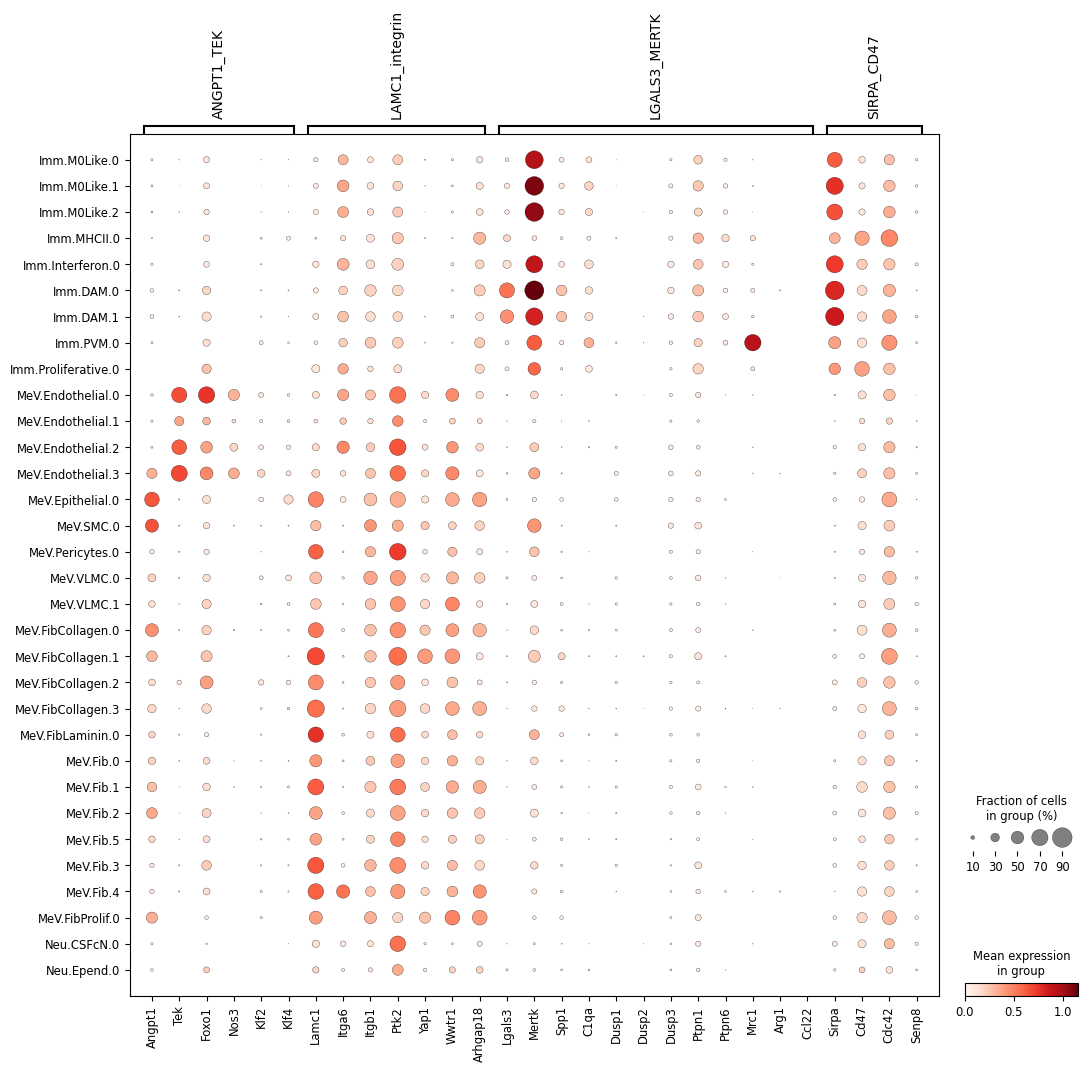 ANGPT1_TEK
LAMC1_integrin
LGALS3_MERTK
SIRPA_CD47
Imm.M0Like.0
Imm.M0Like.1
Imm.M0Like.2
Imm.MHCII.0
Imm.Interferon.0
Imm.DAM.0
Imm.DAM.1
Imm.PVM.0
Imm.Proliferative.0
MeV.Endothelial.0
MeV.Endothelial.1
MeV.Endothelial.2
MeV.Endothelial.3
MeV.Epithelial.0
MeV.SMC.0
MeV.Pericytes.0
MeV.VLMC.0
MeV.VLMC.1
MeV.FibCollagen.0
MeV.FibCollagen.1
MeV.FibCollagen.2
MeV.FibCollagen.3
MeV.FibLaminin.0
MeV.Fib.0
MeV.Fib.1
MeV.Fib.2
MeV.Fib.5
MeV.Fib.3
MeV.Fib.4
MeV.FibProlif.0
Neu.CSFcN.0
Neu.Epend.0
Angpt1
Tek
Foxo1
Nos3
Klf2
Klf4
Lamc1
Itga6
Itgb1
Ptk2
Yap1
Wwtr1
Arhgap18
Lgals3
Mertk
Spp1
C1qa
Dusp1
Dusp2
Dusp3
Ptpn1
Ptpn6
Mrc1
Arg1
Ccl22
Sirpa
Cd47
Cdc42
Senp8
Fraction of cells
in group (%)
10 30 50 70 90
Mean expression
in group
0.0 0.5 1.0